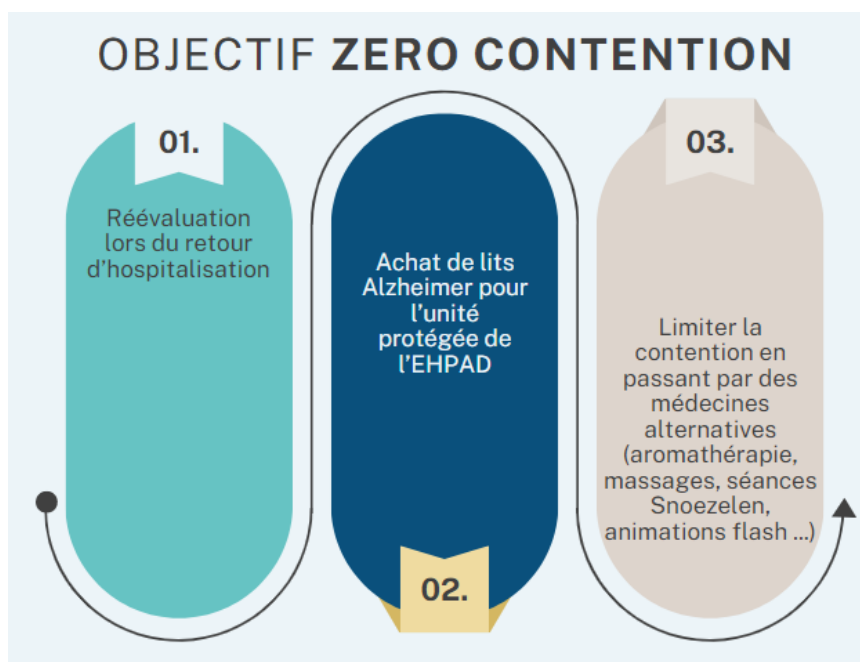 OBJECTIF ZERO CONTENTION
01.
Réévaluation
lors du retour
d'hospitalisation
Achat de lits
Alzheimer pour
l'unité
protégée de
l'EHPAD
02.
03.
Limiter la
contention en
passant par des
médecines
alternatives
(aromathérapie,
massages, séances
Snoezelen,
animations flash ...)